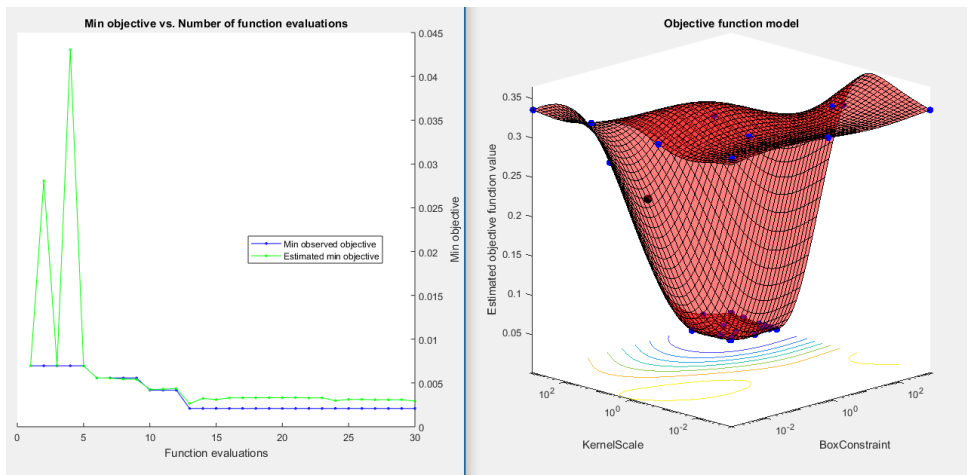 Min objective vs. Number of function evaluations
0.045
0.04
0.035
0.03
0.025
0.02
0.015
0.01
0.005
0
Min objective
Min observed objective
Estimated min objective
0 5 10 15 20 25 30
Function evaluations
Objective function model
0.35
0.3
0.25
0.2
0.15
0.1
0.05
Estimated objective function value
10² 10⁰ 10⁻²
KernelScale
10⁻² 10⁰ 10²
BoxConstraint